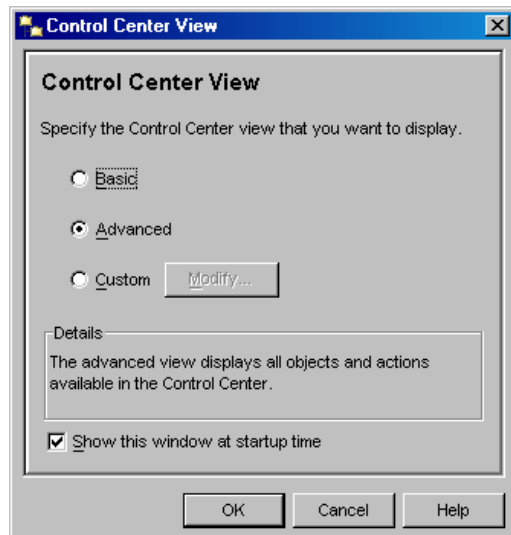 Control Center View
Control Center View
Specify the Control Center view that you want to display.
Basic
Advanced
Custom
Modify...
Details
The advanced view displays all objects and actions
available in the Control Center.
Show this window at startup time
OK
Cancel
Help